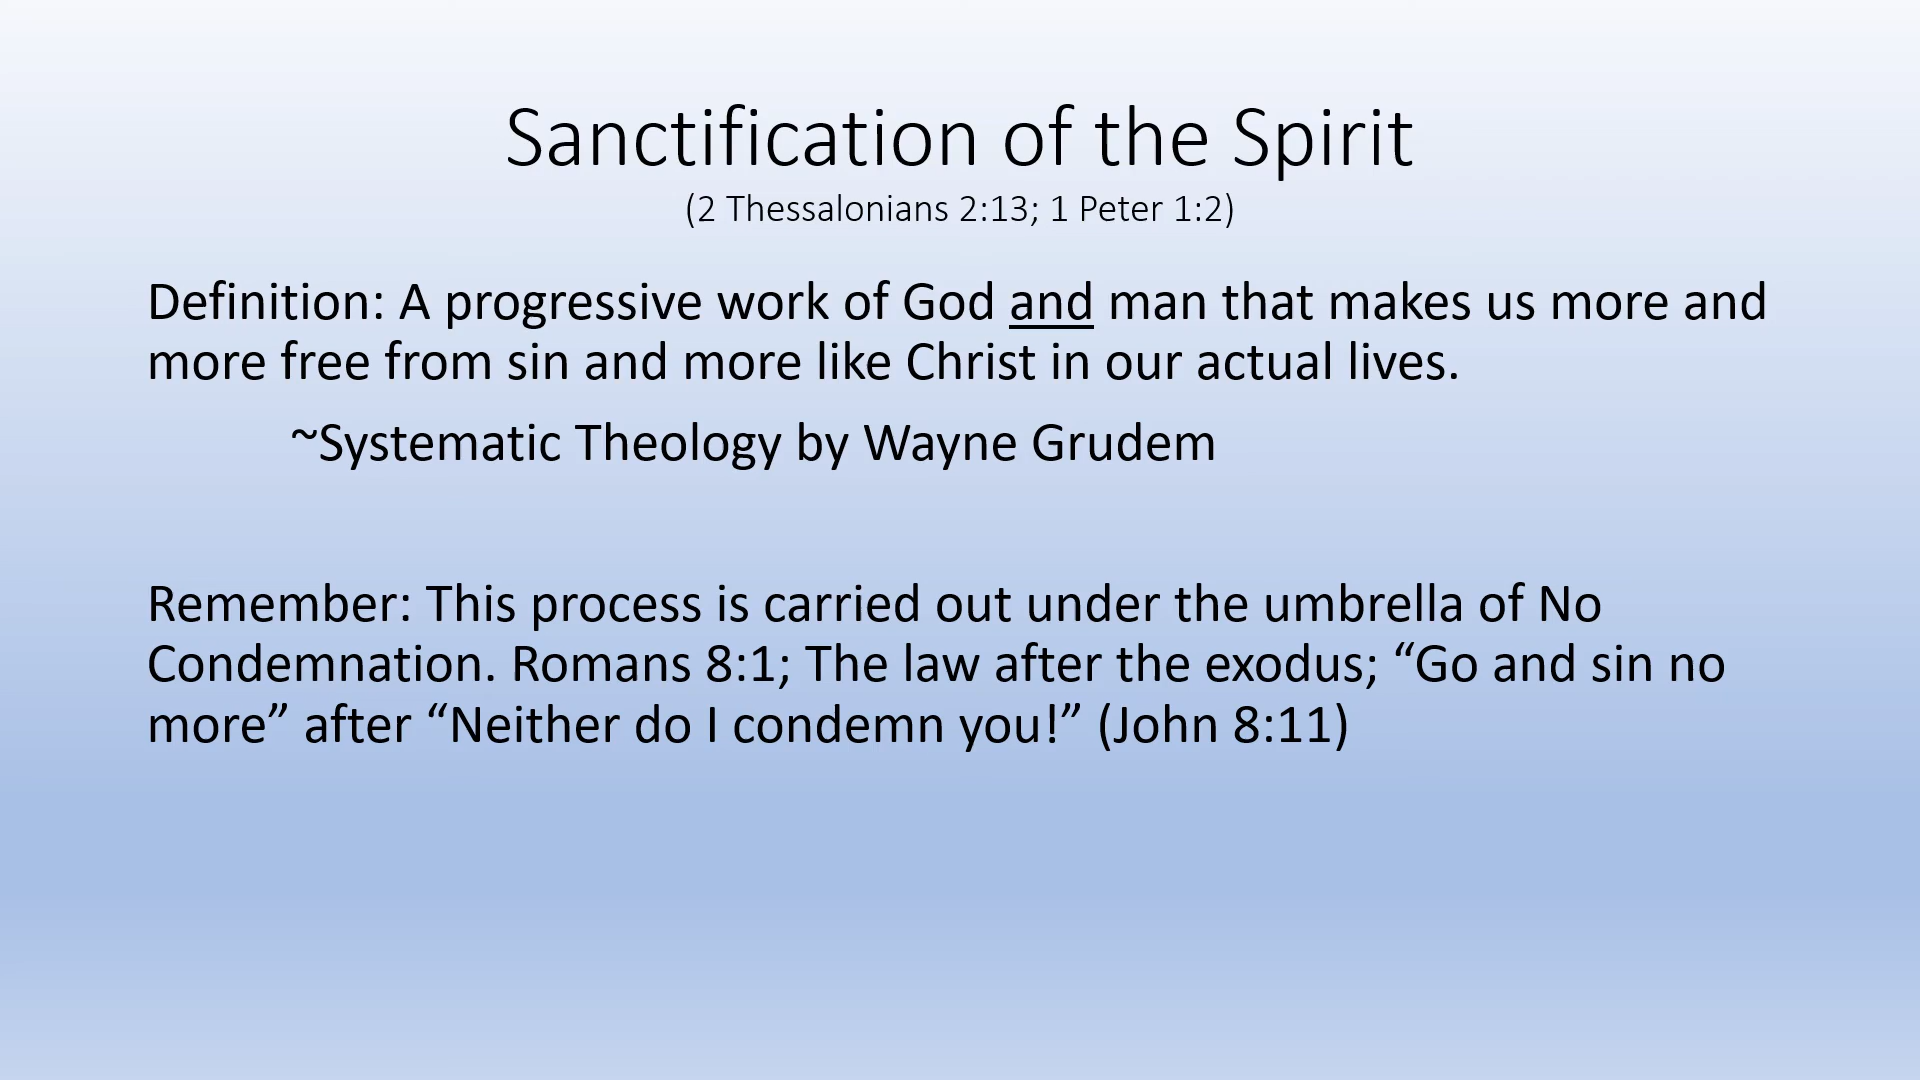 Sanctification of the Spirit
(2 Thessalonians 2:13; 1 Peter 1:2)
Definition: A progressive work of God and man that makes us more and
more free from sin and more like Christ in our actual lives.
~Systematic Theology by Wayne Grudem
Remember: This process is carried out under the umbrella of No
Condemnation. Romans 8:1; The law after the exodus; “Go and sin no
more” after “Neither do I condemn you!” (John 8:11)